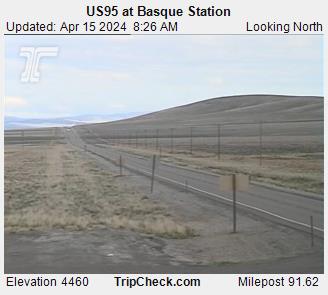 US95 at Basque Station
Updated: Apr 15 2024 8:26 AM Looking North
Elevation 4460 TripCheck.com Milepost 91.62